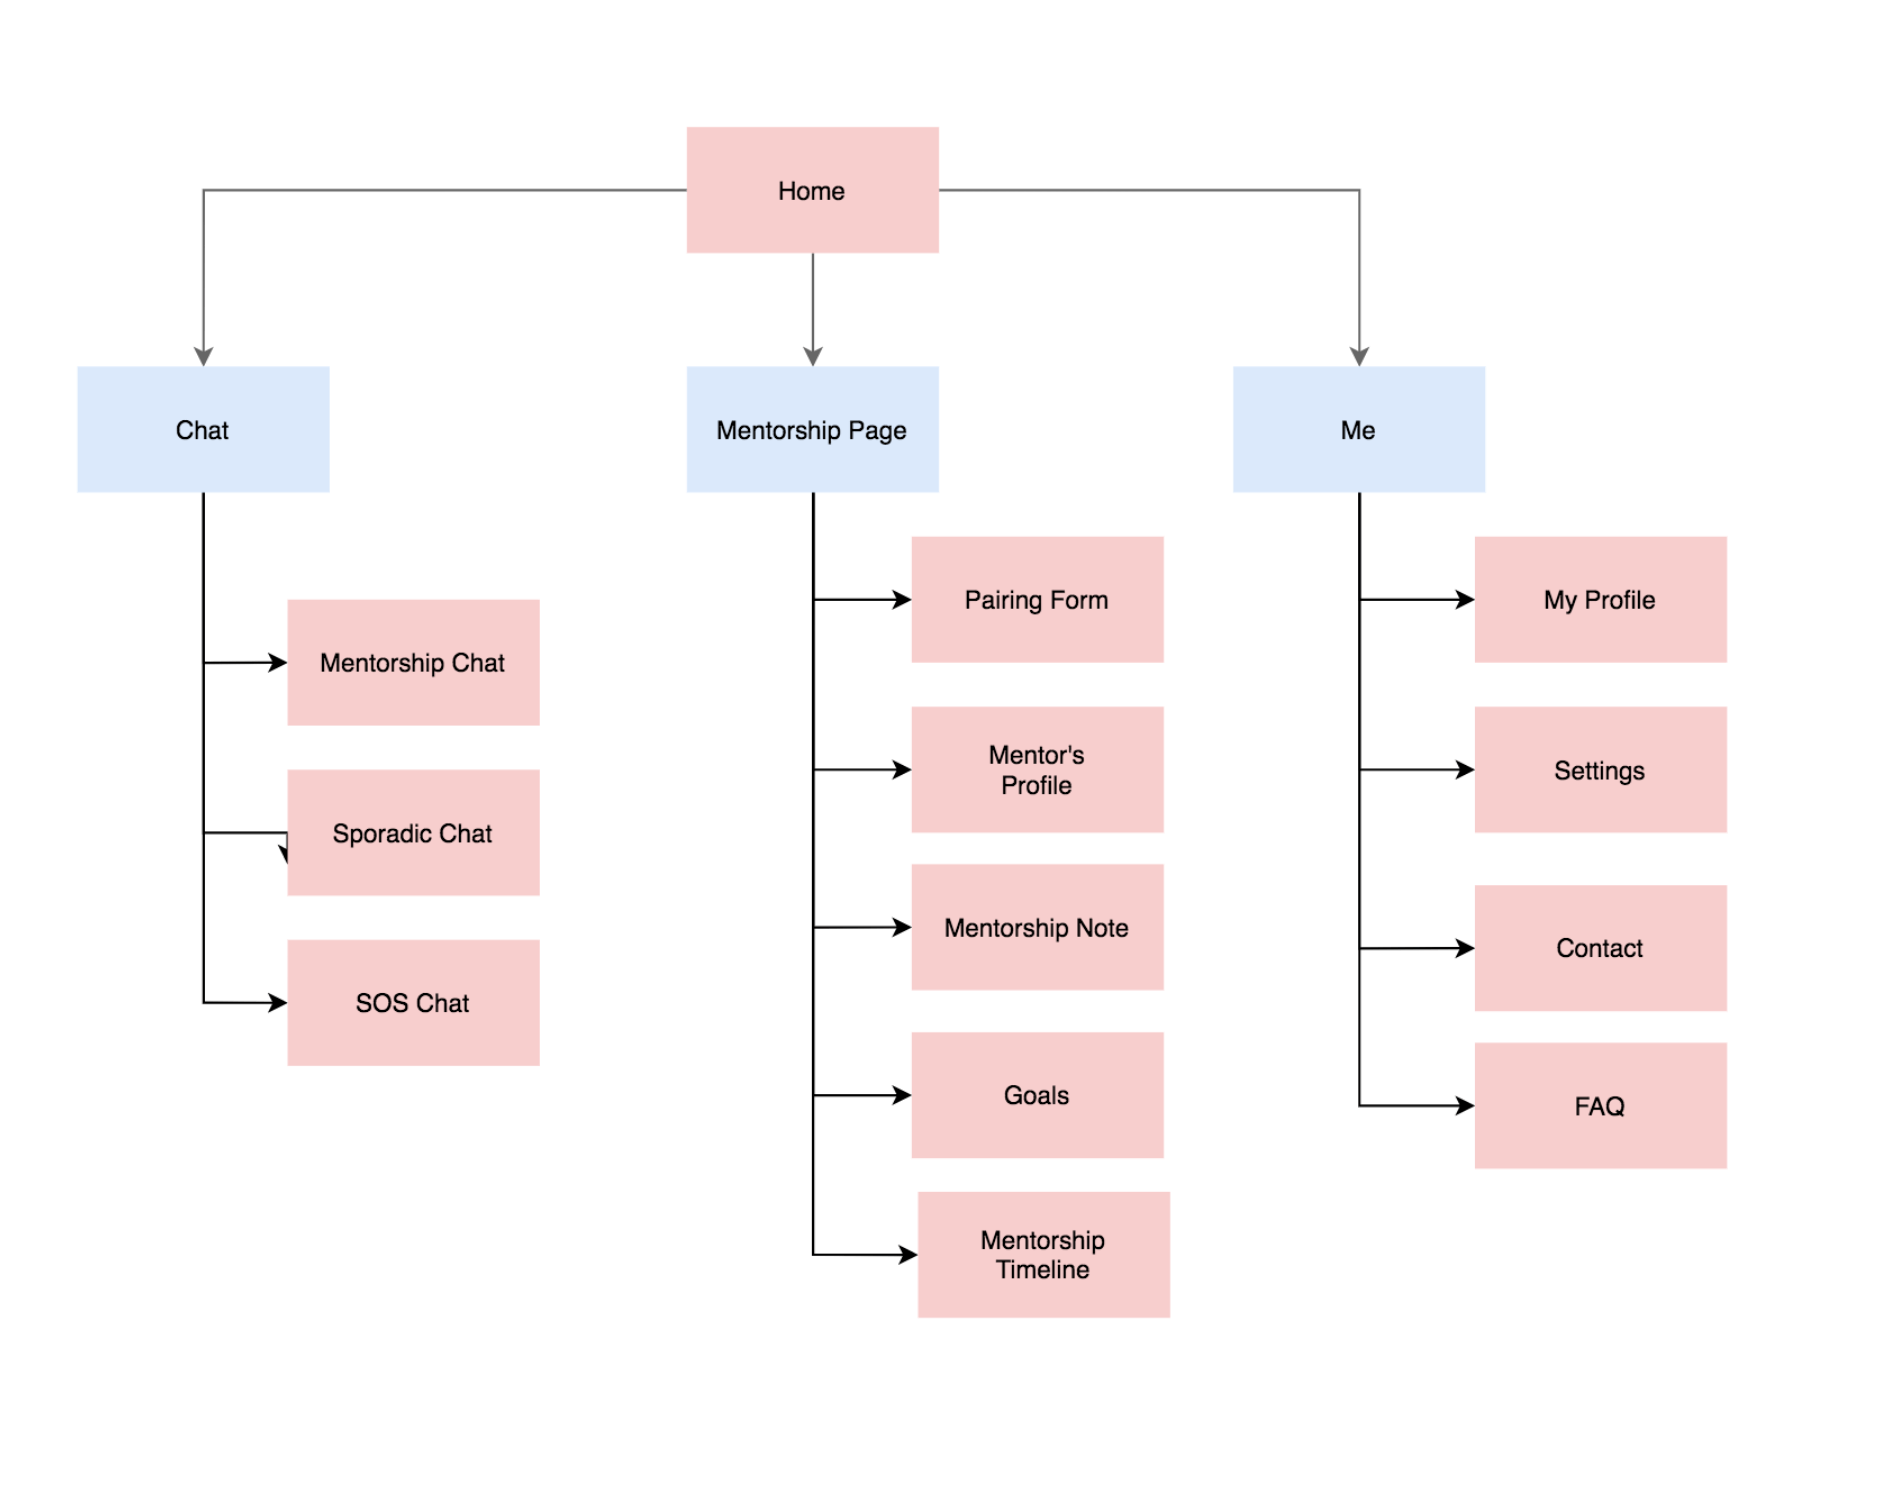 Home
Chat
Mentorship Page
Me
Mentorship Chat
Sporadic Chat
SOS Chat
Pairing Form
Mentor's
Profile
Mentorship Note
Goals
Mentorship
Timeline
My Profile
Settings
Contact
FAQ